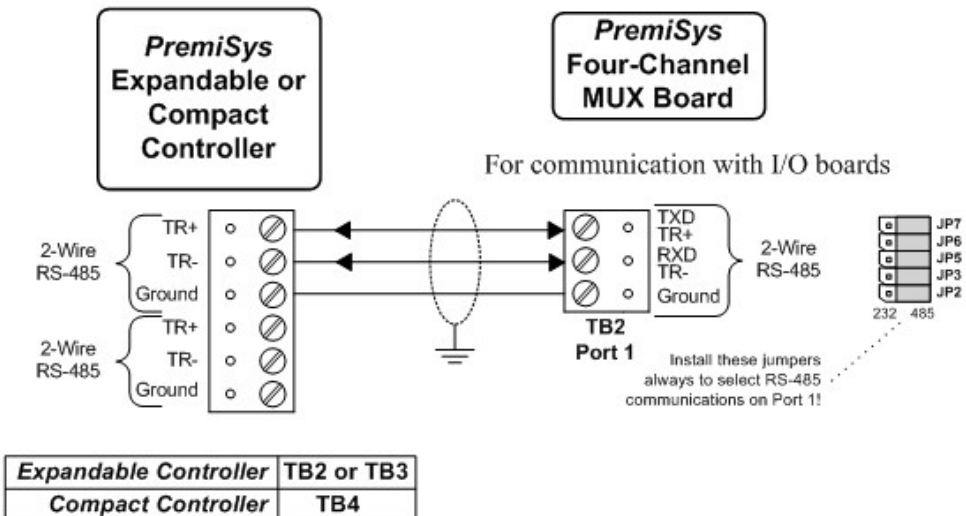 PremiSys
Expandable or
Compact
Controller
PremiSys
Four-Channel
MUX Board
For communication with I/O boards
2-Wire
RS-485
TR+
TR-
Ground
2-Wire
RS-485
TR+
TR-
Ground
TXD
TR+
RXD
TR-
Ground
2-Wire
RS-485
TB2
Port 1
JP7
JP6
JP5
JP3
JP2
232 485
Install these jumpers
always to select RS-485
communications on Port 1!
Expandable Controller TB2 or TB3
Compact Controller TB4